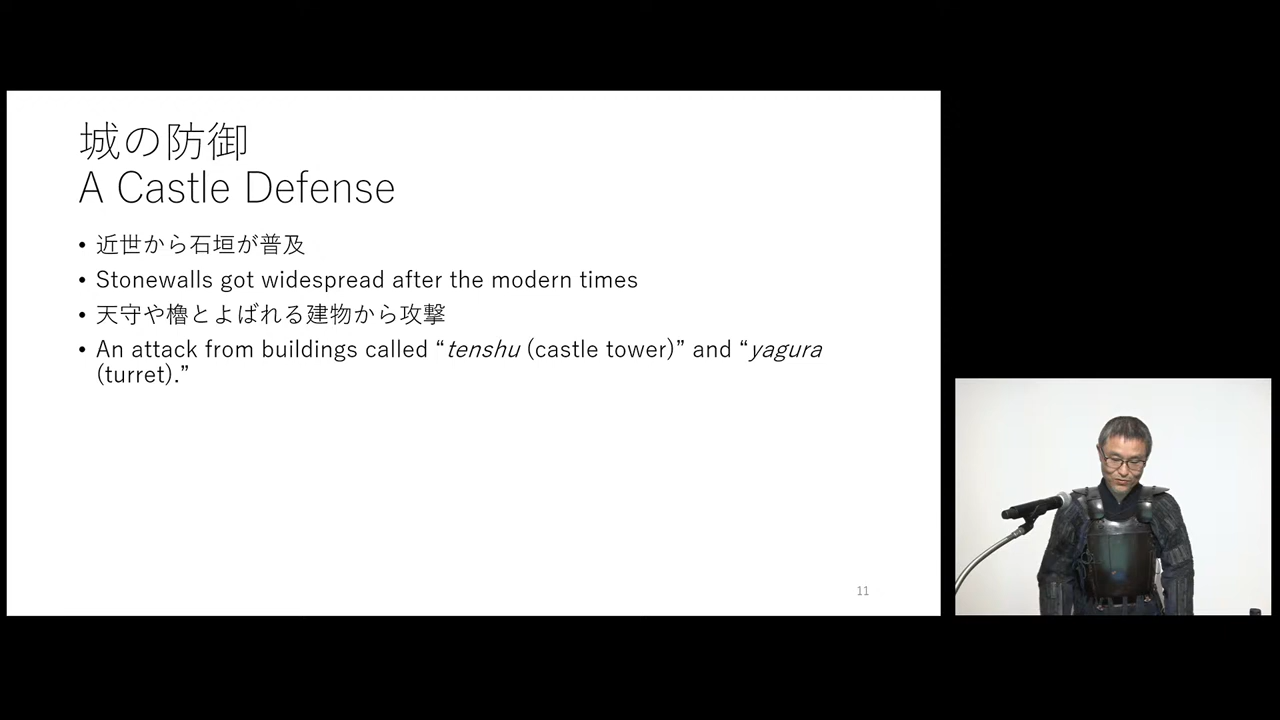 城の防御
A Castle Defense
• 近世から石垣が普及
• Stonewalls got widespread after the modern times
• 天守や櫓とよばれる建物から攻撃
• An attack from buildings called “tenshu (castle tower)” and “yagura
(turret).”
11